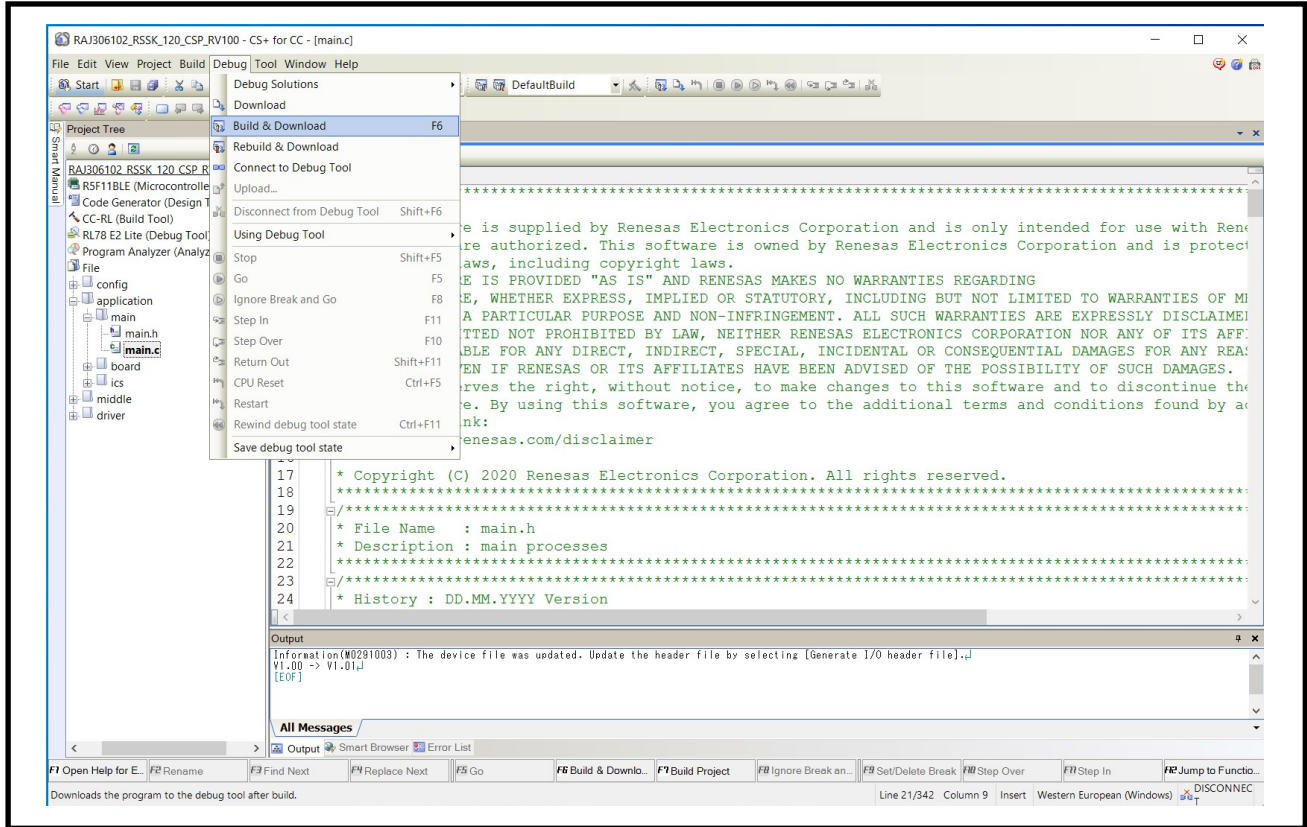 RAJ306102_RSSK_120_CSP_RV100 - CS+ for CC - [main.c]
File Edit View Project Build Debug Tool Window Help
Start
DefaultBuild
Project Tree
Smart Manual
RAJ306102_RSSK_120_CSP_R
R5F11BLE (Microcontrolle
Code Generator (Design T
CC-RL (Build Tool)
RL78 E2 Lite (Debug Tool)
Program Analyzer (Analyz
File
config
application
main
main.h
main.c
board
ics
middle
driver
Debug Solutions
Download
Build & Download F6
Rebuild & Download
Connect to Debug Tool
Upload...
Disconnect from Debug Tool Shift+F6
Using Debug Tool
Stop Shift+F5
Go F5
Ignore Break and Go F8
Step In F11
Step Over F10
Return Out Shift+F11
CPU Reset Ctrl+F5
Restart
Rewind debug tool state Ctrl+F11
Save debug tool state
******************************************************************************
re is supplied by Renesas Electronics Corporation and is only intended for use with Rene
are authorized. This software is owned by Renesas Electronics Corporation and is protect
laws, including copyright laws.
RE IS PROVIDED "AS IS" AND RENESAS MAKES NO WARRANTIES REGARDING
RE, WHETHER EXPRESS, IMPLIED OR STATUTORY, INCLUDING BUT NOT LIMITED TO WARRANTIES OF ME
A PARTICULAR PURPOSE AND NON-INFRINGEMENT. ALL SUCH WARRANTIES ARE EXPRESSLY DISCLAIME
ITTED NOT PROHIBITED BY LAW, NEITHER RENESAS ELECTRONICS CORPORATION NOR ANY OF ITS AFFI
ABLE FOR ANY DIRECT, INDIRECT, SPECIAL, INCIDENTAL OR CONSEQUENTIAL DAMAGES FOR ANY REAS
VEN IF RENESAS OR ITS AFFILIATES HAVE BEEN ADVISED OF THE POSSIBILITY OF SUCH DAMAGES.
erves the right, without notice, to make changes to this software and to discontinue the
re. By using this software, you agree to the additional terms and conditions found by ac
nk:
renesas.com/disclaimer
16
17 * Copyright (C) 2020 Renesas Electronics Corporation. All rights reserved.
18 ******************************************************************************
19 /******************************************************************************
20 * File Name : main.h
21 * Description : main processes
22 ******************************************************************************
23 /******************************************************************************
24 * History : DD.MM.YYYY Version
Output
Information(M0291003) : The device file was updated. Update the header file by selecting [Generate I/O header file].
V1.00 -> V1.01
[EOF]
All Messages
Output Smart Browser Error List
F1 Open Help for E... F2 Rename F3 Find Next F4 Replace Next F5 Go F6 Build & Downlo... F7 Build Project F8 Ignore Break an... F9 Set/Delete Break F10 Step Over F11 Step In F12 Jump to Functio...
Downloads the program to the debug tool after build. Line 21/342 Column 9 Insert Western European (Windows) DISCONNEC
T